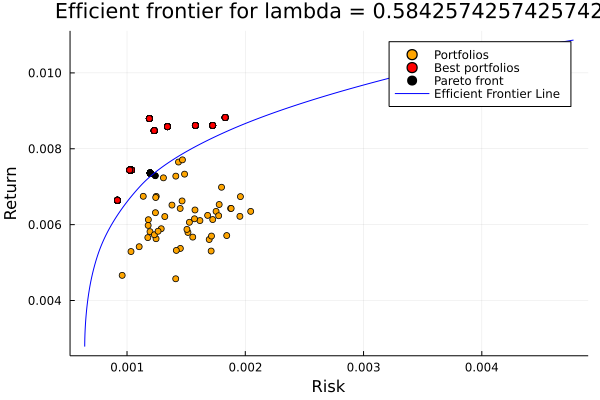 Efficient frontier for lambda = 0.5842574257425742
Portfolios
Best portfolios
Pareto front
Efficient Frontier Line
0.010
0.008
0.006
0.004
Return
0.001
0.002
0.003
0.004
Risk